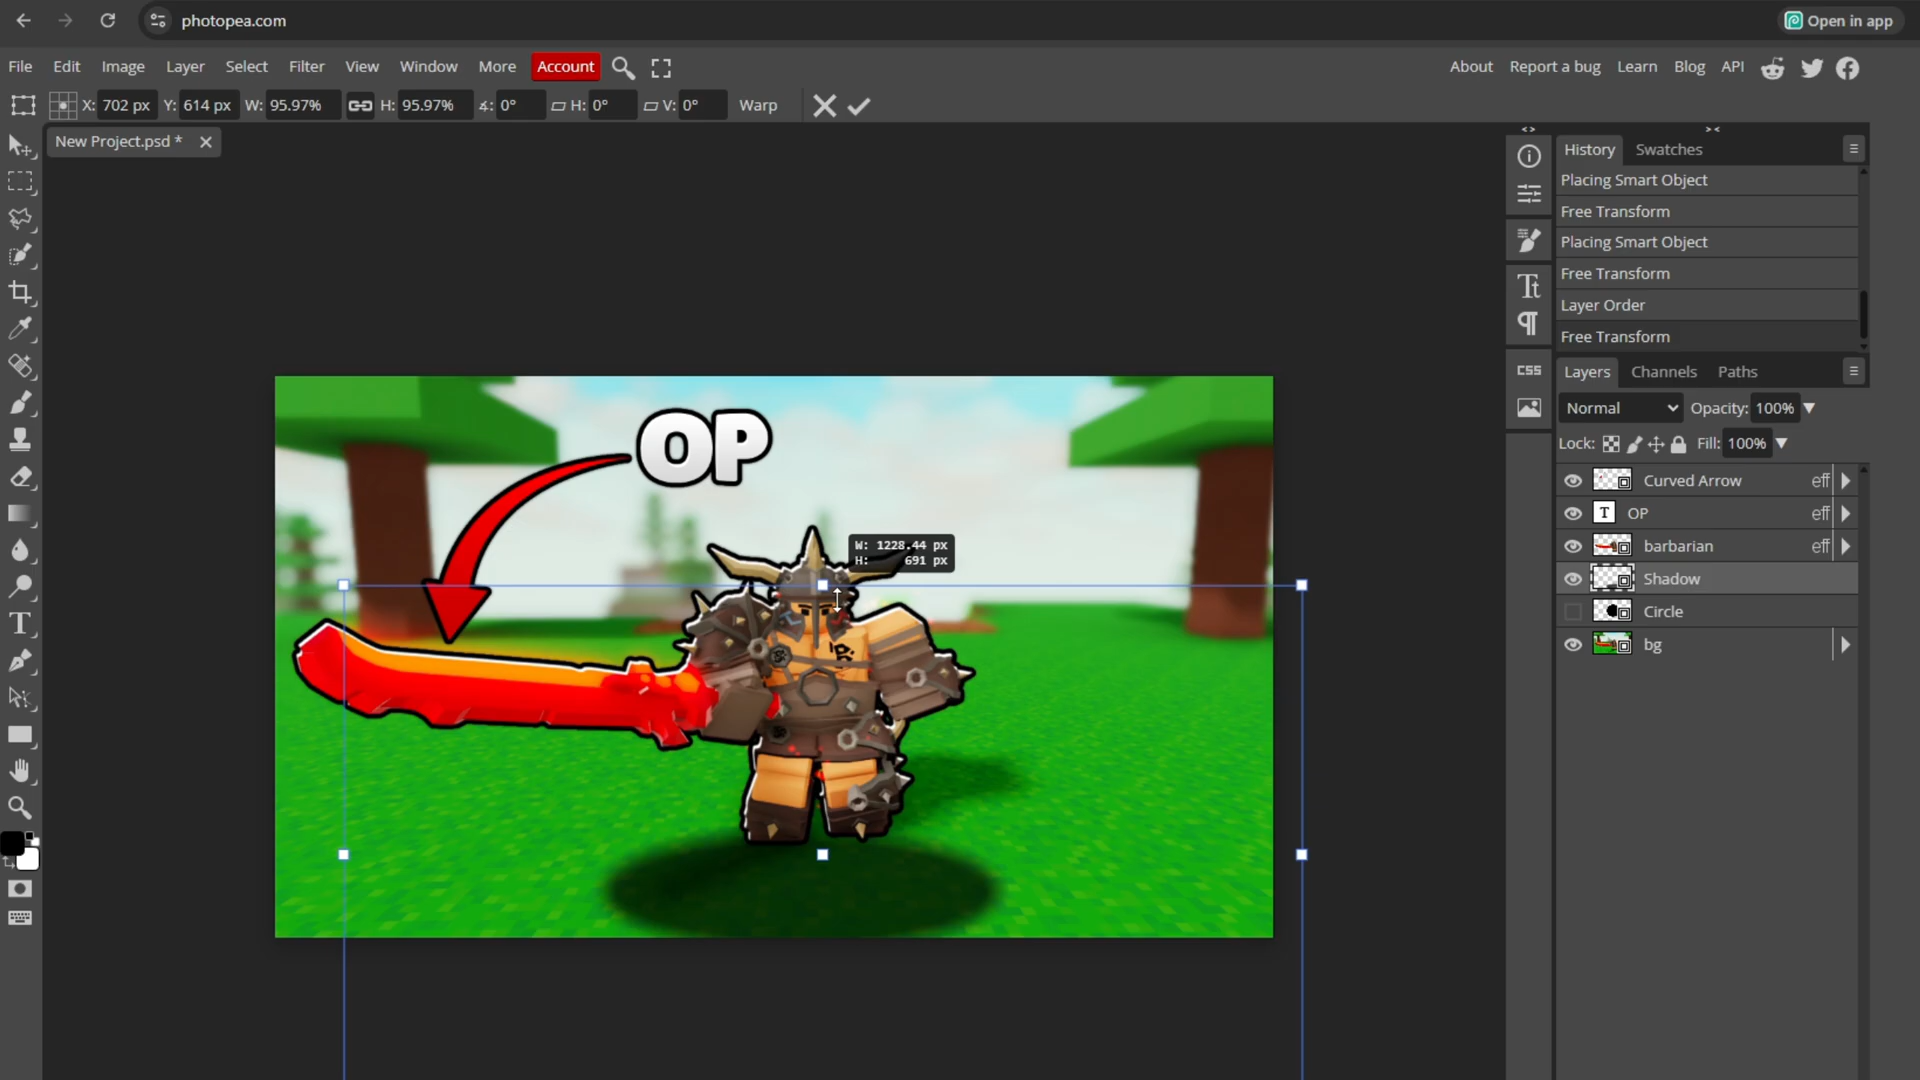 photopea.com
Open in app
File Edit Image Layer Select Filter View Window More Account
About Report a bug Learn Blog API
X: 702 px Y: 614 px W: 95.97% H: 95.97% ∡: 0° H: 0° V: 0° Warp
New Project.psd *
History Swatches
Placing Smart Object
Free Transform
Placing Smart Object
Free Transform
Layer Order
Free Transform
CSS
Layers Channels Paths
Normal Opacity: 100%
Lock: Fill: 100%
Curved Arrow eff
T OP eff
barbarian eff
Shadow
Circle
bg
OP
W: 1228.44 px
H: 691 px